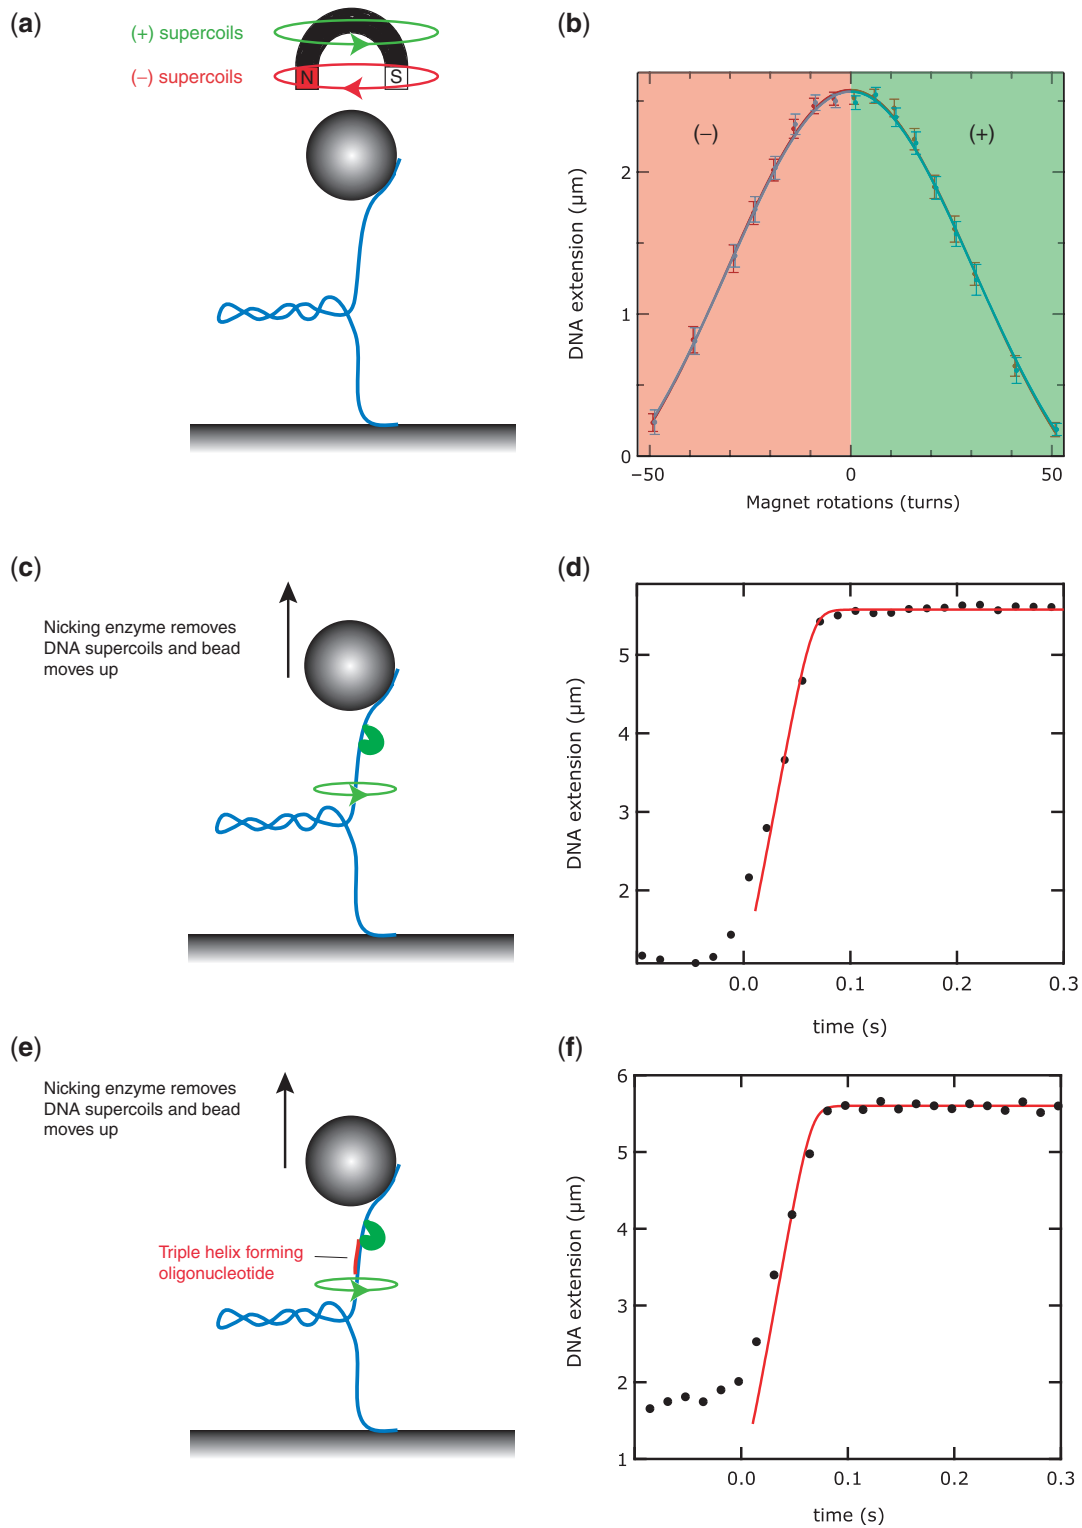 (a)
(+) supercoils
(−) supercoils
N
S
(b)
(−)
(+)
2
1
0
DNA extension (µm)
−50
0
50
Magnet rotations (turns)
(c)
Nicking enzyme removes
DNA supercoils and bead
moves up
(d)
5
4
3
2
DNA extension (µm)
0.0
0.1
0.2
0.3
time (s)
(e)
Nicking enzyme removes
DNA supercoils and bead
moves up
Triple helix forming
oligonucleotide
(f)
6
5
4
3
2
1
DNA extension (µm)
0.0
0.1
0.2
0.3
time (s)